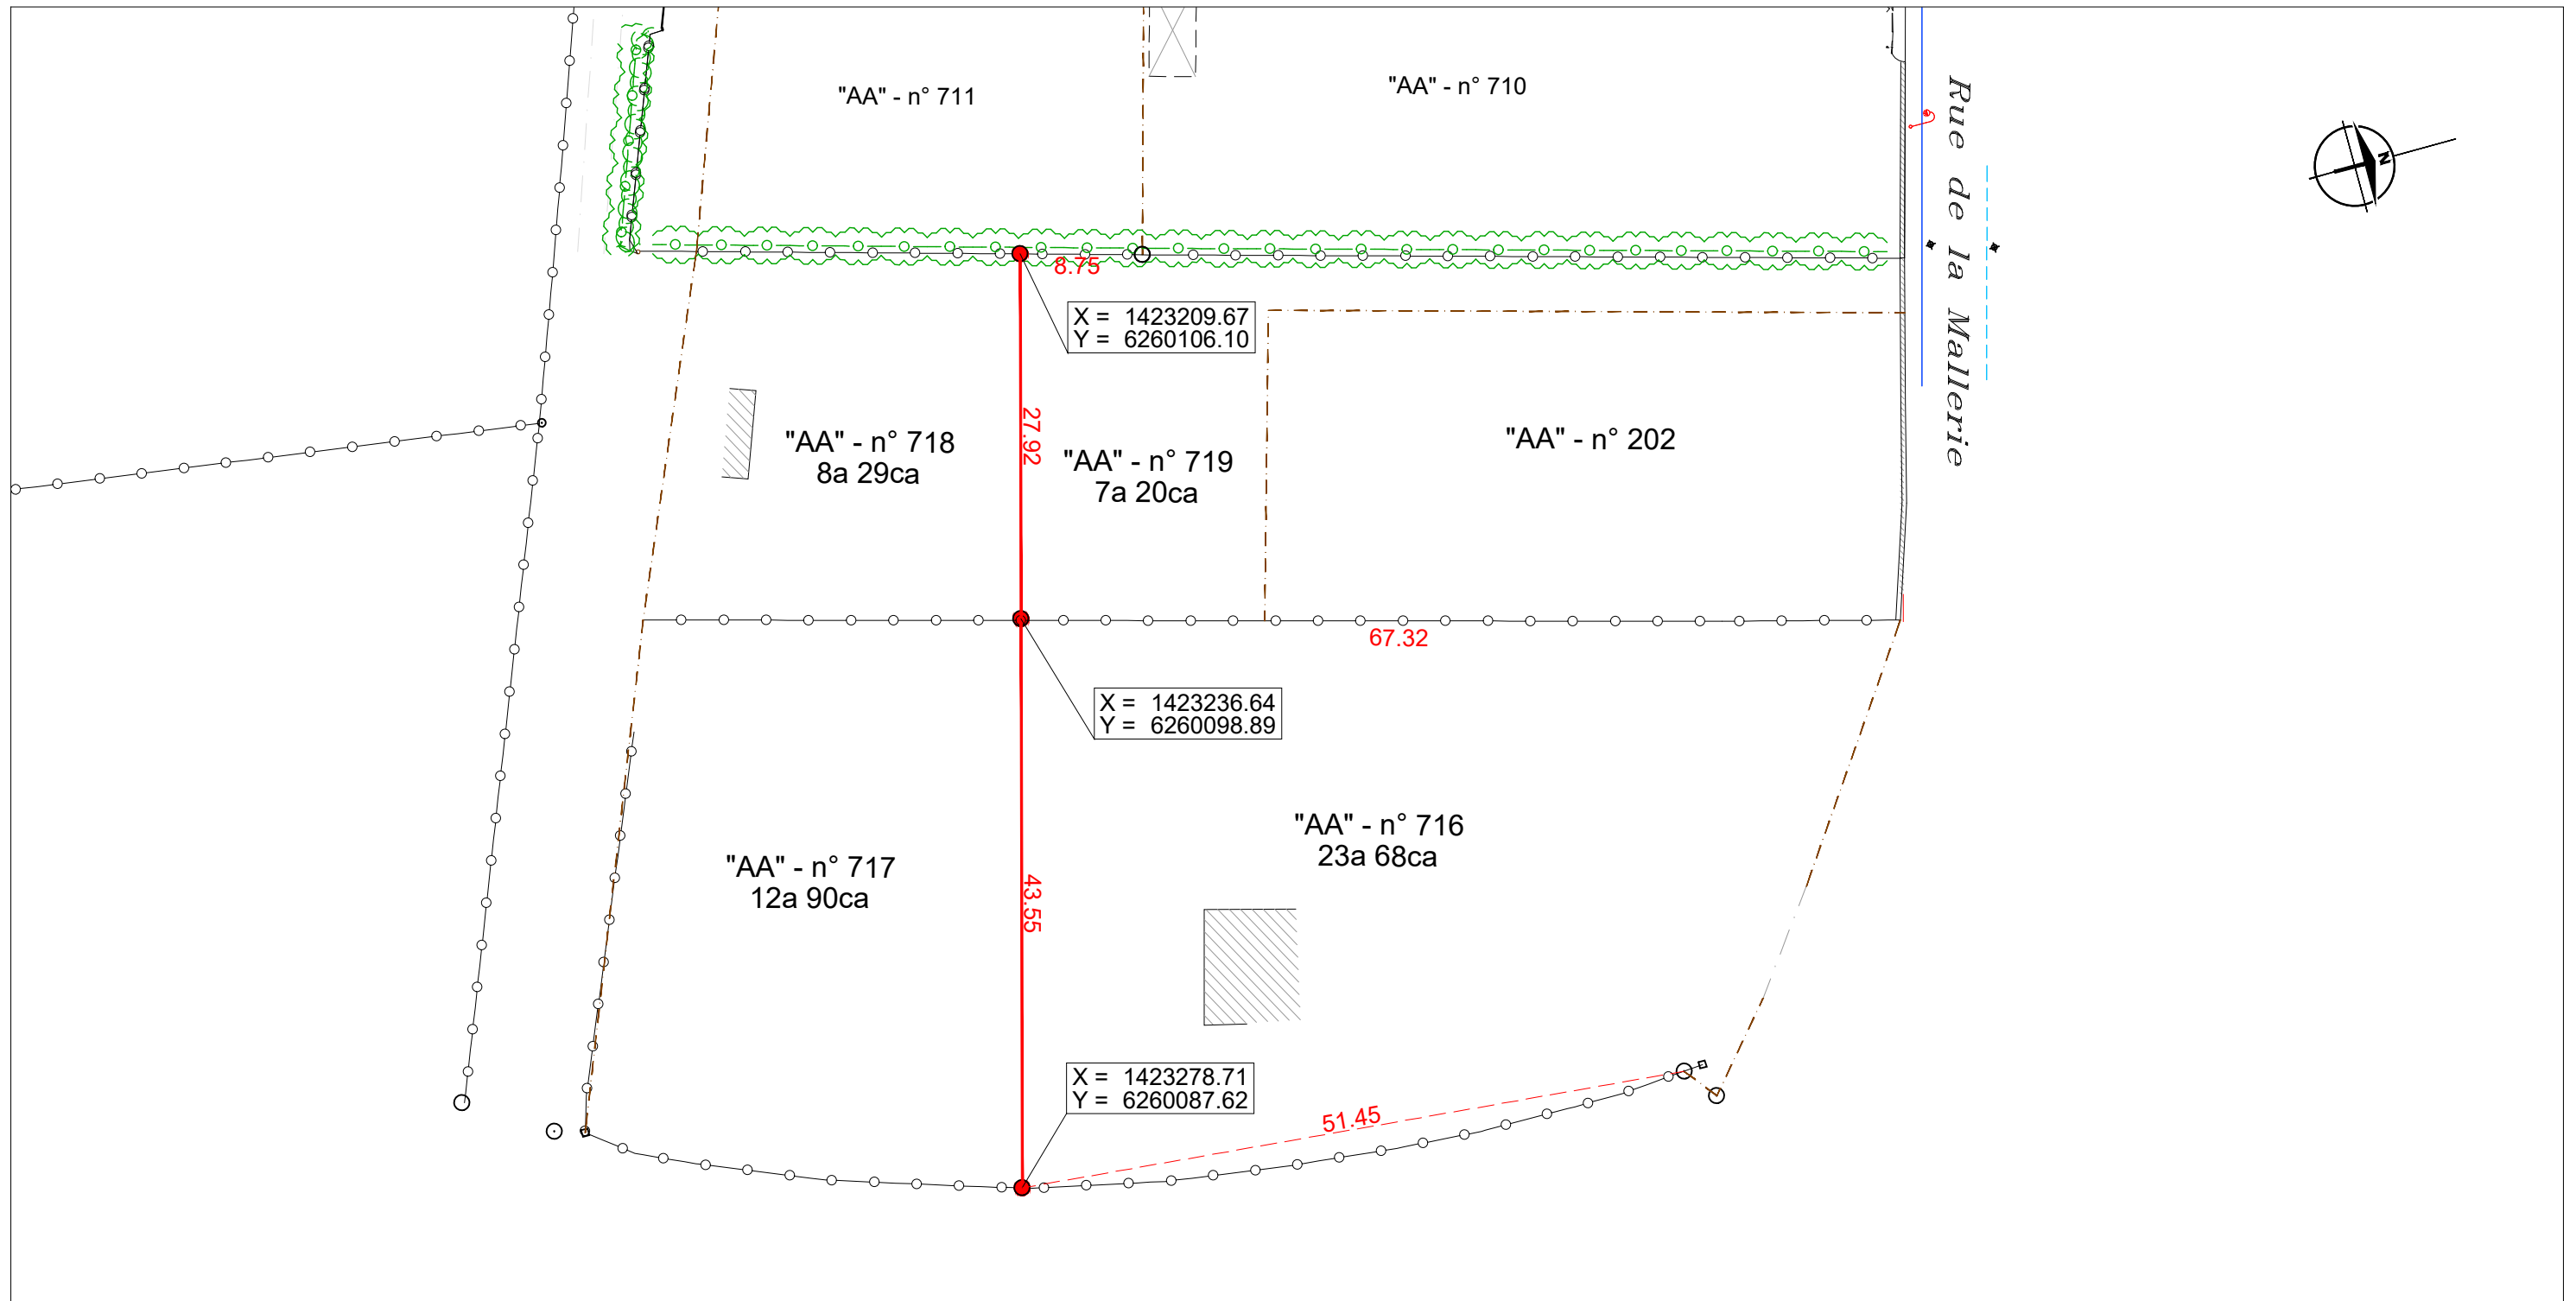 "AA" - n° 711
"AA" - n° 710
Rue de la Mallerie
N
8.75
X = 1423209.67
Y = 6260106.10
27.92
"AA" - n° 718
8a 29ca
"AA" - n° 719
7a 20ca
"AA" - n° 202
67.32
X = 1423236.64
Y = 6260098.89
"AA" - n° 717
12a 90ca
43.55
"AA" - n° 716
23a 68ca
X = 1423278.71
Y = 6260087.62
51.45